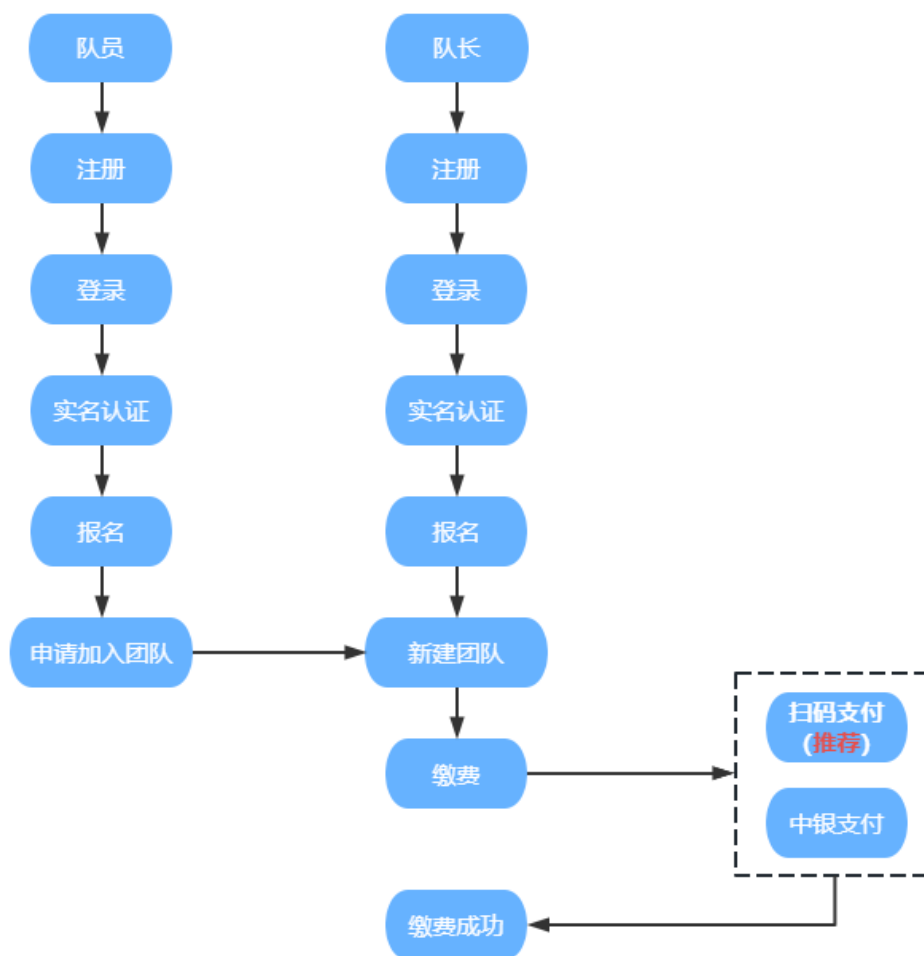 队员
队长
注册
注册
登录
登录
实名认证
实名认证
报名
报名
申请加入团队
新建团队
扫码支付
(推荐)
缴费
中银支付
缴费成功